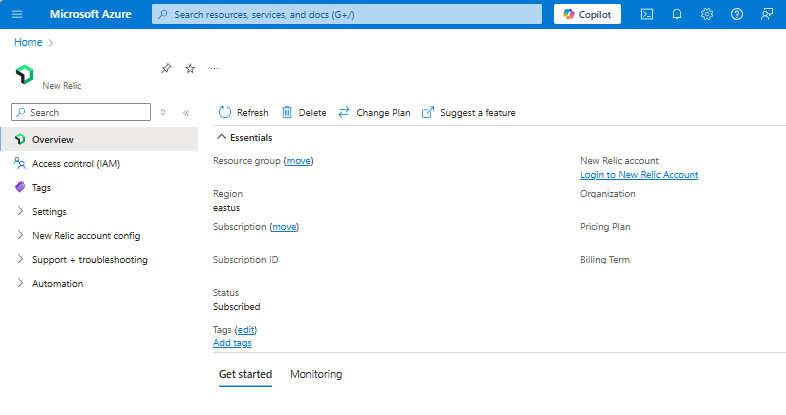 Microsoft Azure
Search resources, services, and docs (G+/)
Copilot
Home
New Relic
Search
Overview
Access control (IAM)
Tags
Settings
New Relic account config
Support + troubleshooting
Automation
Refresh
Delete
Change Plan
Suggest a feature
Essentials
Resource group (move)
Region
eastus
Subscription (move)
Subscription ID
Status
Subscribed
Tags (edit)
Add tags
New Relic account
Login to New Relic Account
Organization
Pricing Plan
Billing Term
Get started
Monitoring